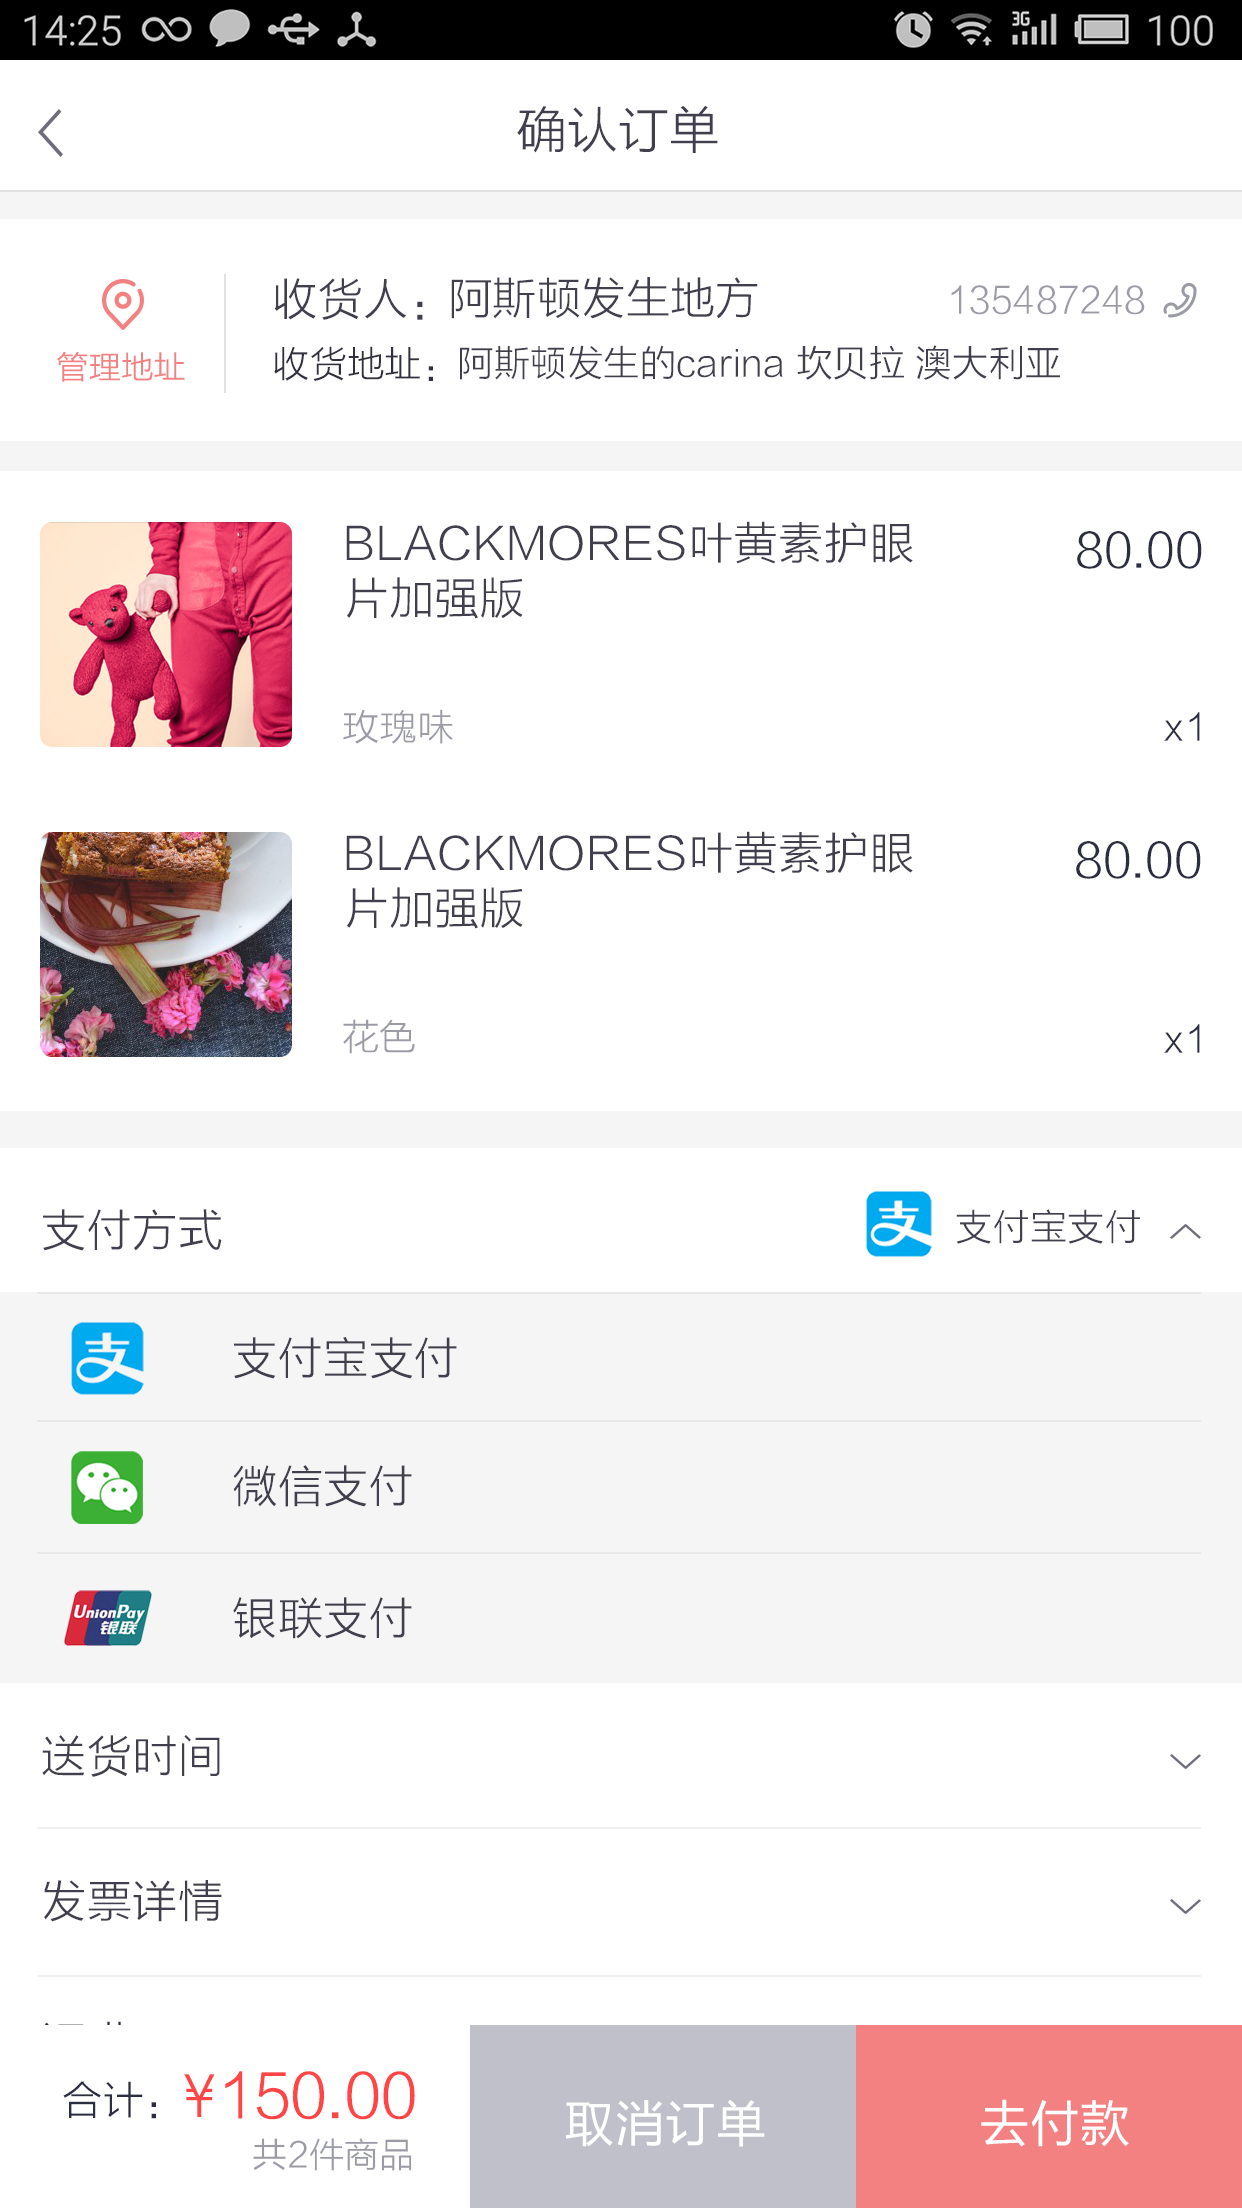 14:25
3G
100
确认订单
收货人：阿斯顿发生地方
135487248
管理地址
收货地址：阿斯顿发生的carina 坎贝拉 澳大利亚
BLACKMORES叶黄素护眼
片加强版
80.00
玫瑰味
x1
BLACKMORES叶黄素护眼
片加强版
80.00
花色
x1
支付方式
支 支付宝支付
支 支付宝支付
微信支付
UnionPay
银联
银联支付
送货时间
发票详情
合计：¥150.00
共2件商品
取消订单
去付款